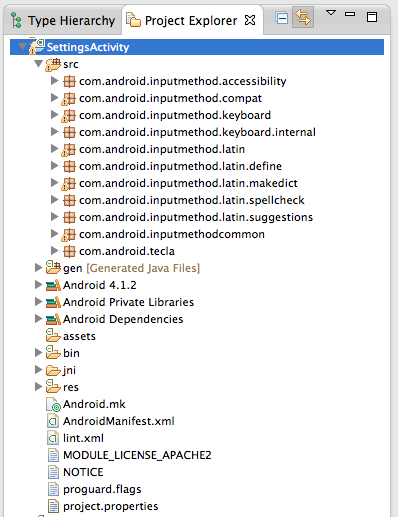 Type Hierarchy Project Explorer
SettingsActivity
src
com.android.inputmethod.accessibility
com.android.inputmethod.compat
com.android.inputmethod.keyboard
com.android.inputmethod.keyboard.internal
com.android.inputmethod.latin
com.android.inputmethod.latin.define
com.android.inputmethod.latin.makedict
com.android.inputmethod.latin.spellcheck
com.android.inputmethod.latin.suggestions
com.android.inputmethodcommon
com.android.tecla
gen [Generated Java Files]
Android 4.1.2
Android Private Libraries
Android Dependencies
assets
bin
jni
res
Android.mk
AndroidManifest.xml
lint.xml
MODULE_LICENSE_APACHE2
NOTICE
proguard.flags
project.properties